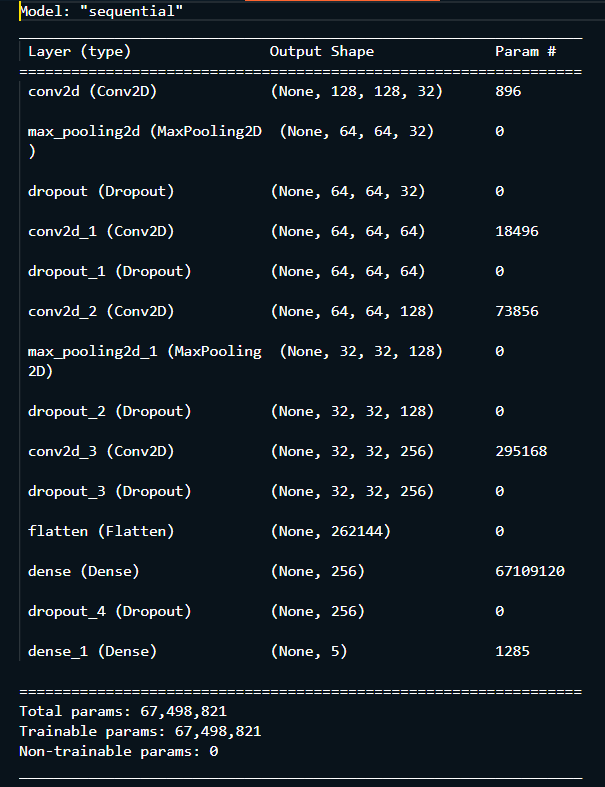 Model: "sequential"
Layer (type) Output Shape Param #
=================================================================
conv2d (Conv2D) (None, 128, 128, 32) 896
max_pooling2d (MaxPooling2D (None, 64, 64, 32) 0
)
dropout (Dropout) (None, 64, 64, 32) 0
conv2d_1 (Conv2D) (None, 64, 64, 64) 18496
dropout_1 (Dropout) (None, 64, 64, 64) 0
conv2d_2 (Conv2D) (None, 64, 64, 128) 73856
max_pooling2d_1 (MaxPooling (None, 32, 32, 128) 0
2D)
dropout_2 (Dropout) (None, 32, 32, 128) 0
conv2d_3 (Conv2D) (None, 32, 32, 256) 295168
dropout_3 (Dropout) (None, 32, 32, 256) 0
flatten (Flatten) (None, 262144) 0
dense (Dense) (None, 256) 67109120
dropout_4 (Dropout) (None, 256) 0
dense_1 (Dense) (None, 5) 1285
=================================================================
Total params: 67,498,821
Trainable params: 67,498,821
Non-trainable params: 0